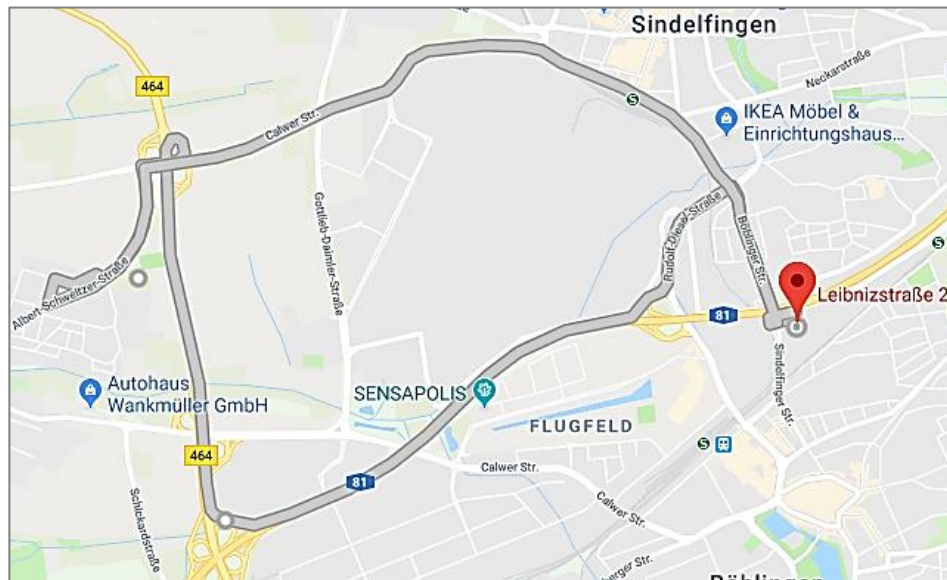 Sindelfingen
464
Neckarstraße
S
Calwer Str.
IKEA Möbel &
Einrichtungshaus...
Gottlieb-Daimler-Straße
Rudolf-Diesel-Straße
Böblinger Str.
S
Albert-Schweitzer-Straße
Leibnizstraße 2
81
Sindelfinger Str.
Autohaus
Wankmüller GmbH
SENSAPOLIS
FLUGFELD
S
464
Calwer Str.
81
Schickardstraße
Calwer Str.
Böblingen